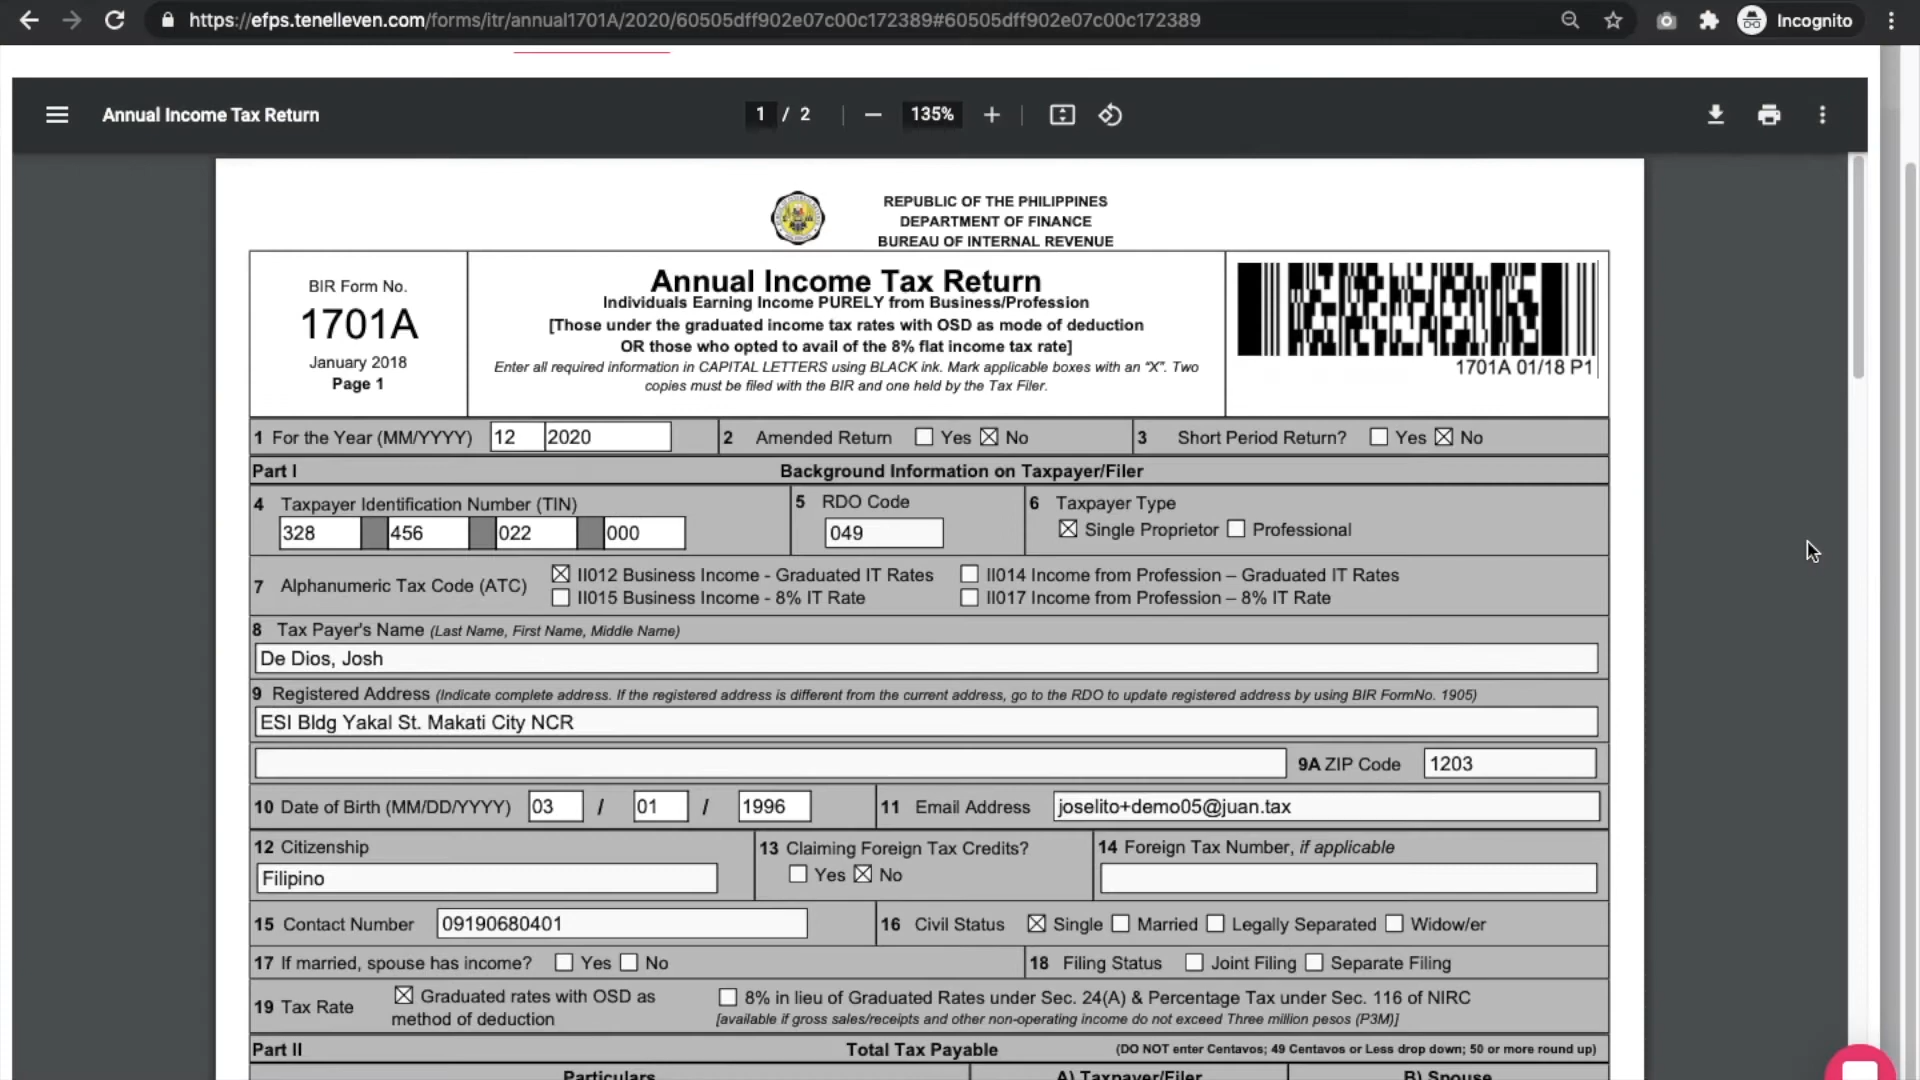 https://efps.tenelleven.com/forms/itr/annual1701A/2020/60505dff902e07c00c172389#60505dff902e07c00c172389
Incognito
Annual Income Tax Return
1 / 2
135%
REPUBLIC OF THE PHILIPPINES
DEPARTMENT OF FINANCE
BUREAU OF INTERNAL REVENUE
BIR Form No.
1701A
January 2018
Page 1
Annual Income Tax Return
Individuals Earning Income PURELY from Business/Profession
[Those under the graduated income tax rates with OSD as mode of deduction
OR those who opted to avail of the 8% flat income tax rate]
Enter all required information in CAPITAL LETTERS using BLACK ink. Mark applicable boxes with an "X". Two
copies must be filed with the BIR and one held by the Tax Filer.
1701A 01/18 P1
1 For the Year (MM/YYYY) 12 2020 2 Amended Return Yes No 3 Short Period Return? Yes No
Part I Background Information on Taxpayer/Filer
4 Taxpayer Identification Number (TIN) 5 RDO Code 6 Taxpayer Type
328 456 022 000 049 Single Proprietor Professional
7 Alphanumeric Tax Code (ATC)
II012 Business Income - Graduated IT Rates II014 Income from Profession – Graduated IT Rates
II015 Business Income - 8% IT Rate II017 Income from Profession – 8% IT Rate
8 Tax Payer's Name (Last Name, First Name, Middle Name)
De Dios, Josh
9 Registered Address (Indicate complete address. If the registered address is different from the current address, go to the RDO to update registered address by using BIR FormNo. 1905)
ESI Bldg Yakal St. Makati City NCR
9A ZIP Code 1203
10 Date of Birth (MM/DD/YYYY) 03 / 01 / 1996 11 Email Address joselito+demo05@juan.tax
12 Citizenship 13 Claiming Foreign Tax Credits? 14 Foreign Tax Number, if applicable
Filipino Yes No
15 Contact Number 09190680401 16 Civil Status Single Married Legally Separated Widow/er
17 If married, spouse has income? Yes No 18 Filing Status Joint Filing Separate Filing
19 Tax Rate
Graduated rates with OSD as
method of deduction
8% in lieu of Graduated Rates under Sec. 24(A) & Percentage Tax under Sec. 116 of NIRC
[available if gross sales/receipts and other non-operating income do not exceed Three million pesos (P3M)]
Part II Total Tax Payable (DO NOT enter Centavos; 49 Centavos or Less drop down; 50 or more round up)
Particulars A) Taxpayer/Filer B) Spouse